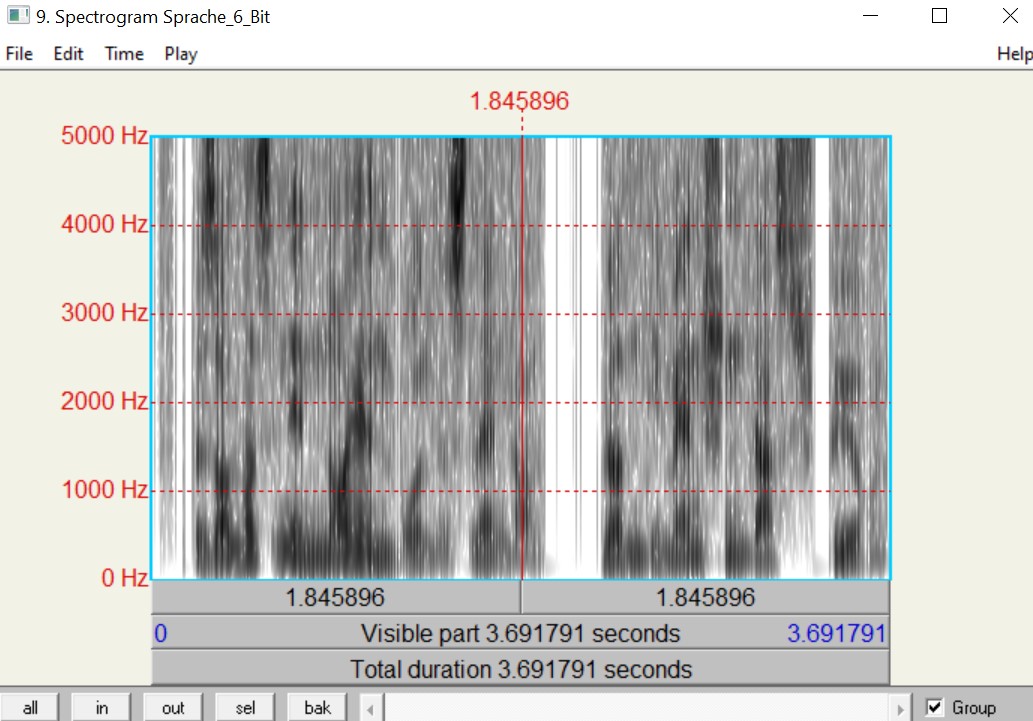 9. Spectrogram Sprache_6_Bit
File Edit Time Play Help
1.845896
5000 Hz
4000 Hz
3000 Hz
2000 Hz
1000 Hz
0 Hz
1.845896 1.845896
0 Visible part 3.691791 seconds 3.691791
Total duration 3.691791 seconds
all in out sel bak Group